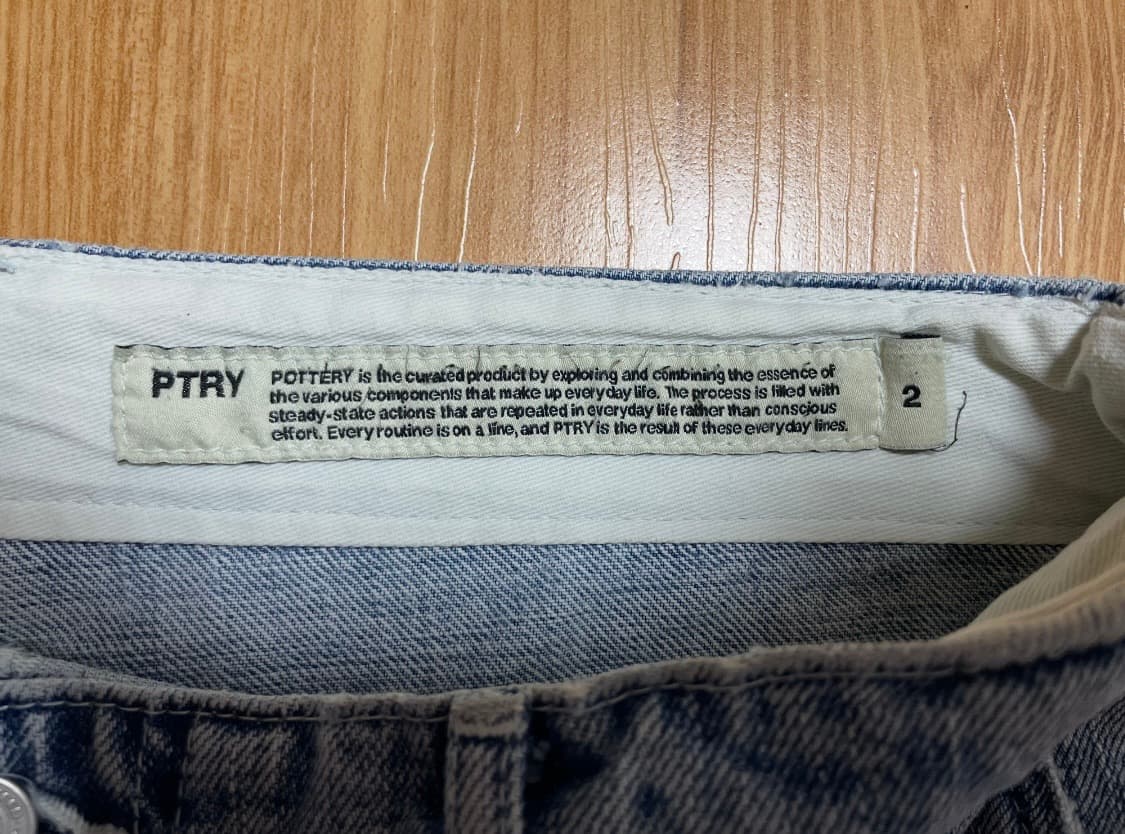 PTRY
POTTERY is the curated product by exploring and combining the essence of
the various components that make up everyday life. The process is filled with
steady-state actions that are repeated in everyday life rather than conscious
effort. Every routine is on a line, and PTRY is the result of these everyday lines.
2